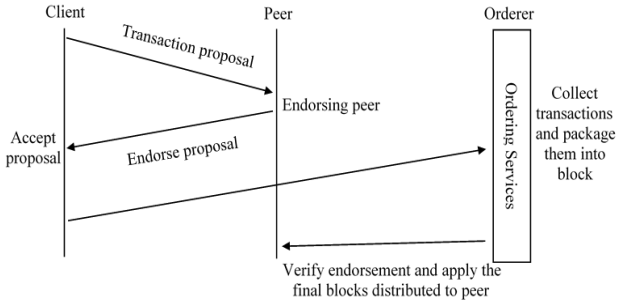 Client
Peer
Orderer
Transaction proposal
Endorsing peer
Accept
proposal
Endorse proposal
Ordering Services
Collect
transactions
and package
them into
block
Verify endorsement and apply the
final blocks distributed to peer